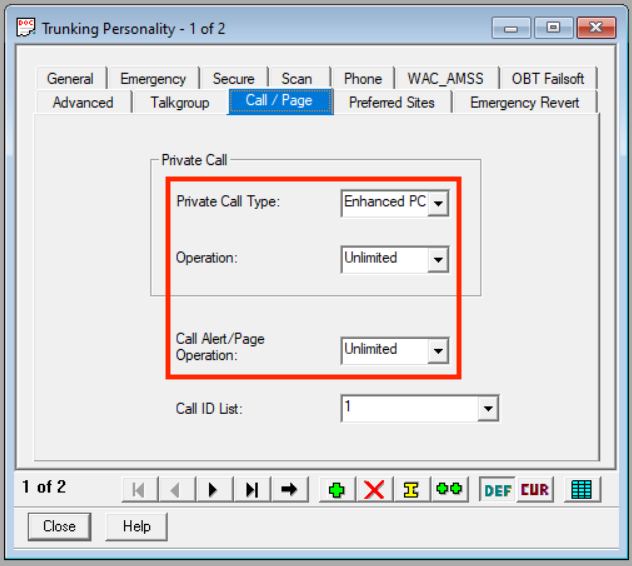 DOC
Trunking Personality - 1 of 2
General Emergency Secure Scan Phone WAC_AMSS OBT Failsoft
Advanced Talkgroup Call / Page Preferred Sites Emergency Revert
Private Call
Private Call Type: Enhanced PC
Operation: Unlimited
Call Alert/Page
Operation: Unlimited
Call ID List: 1
1 of 2 DEF CUR
Close Help